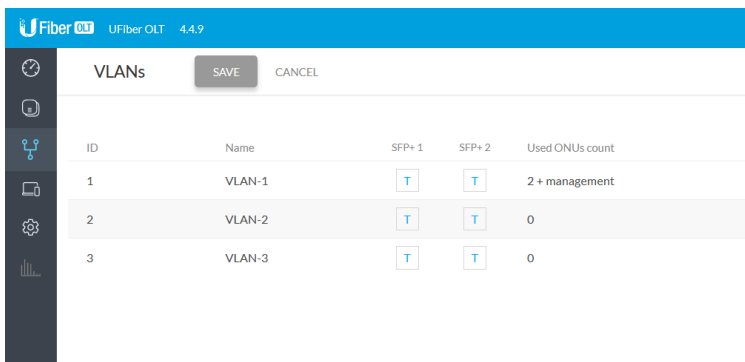 UFiber OLT UFiber OLT 4.4.9
VLANs SAVE CANCEL
ID Name SFP+ 1 SFP+ 2 Used ONUs count
1 VLAN-1 T T 2 + management
2 VLAN-2 T T 0
3 VLAN-3 T T 0